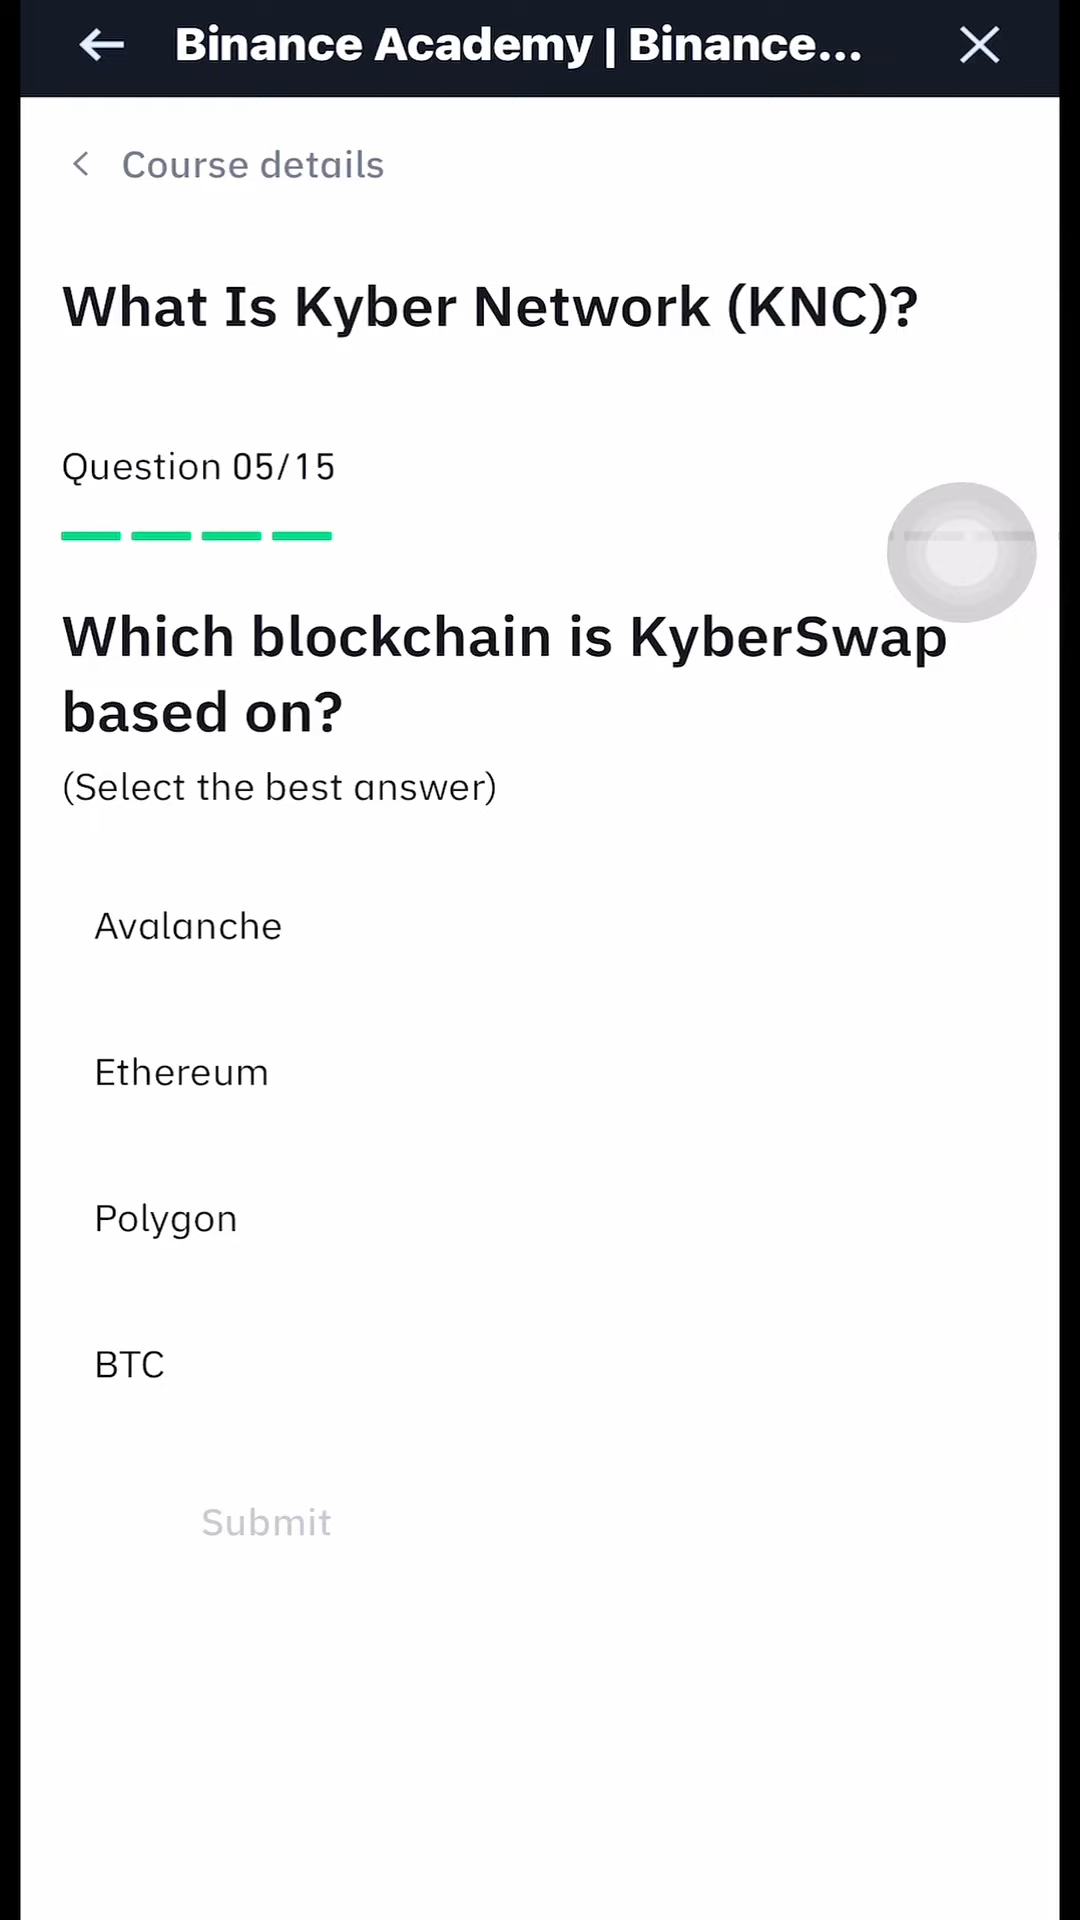 Binance Academy | Binance...
Course details
What Is Kyber Network (KNC)?
Question 05/15
Which blockchain is KyberSwap
based on?
(Select the best answer)
Avalanche
Ethereum
Polygon
BTC
Submit